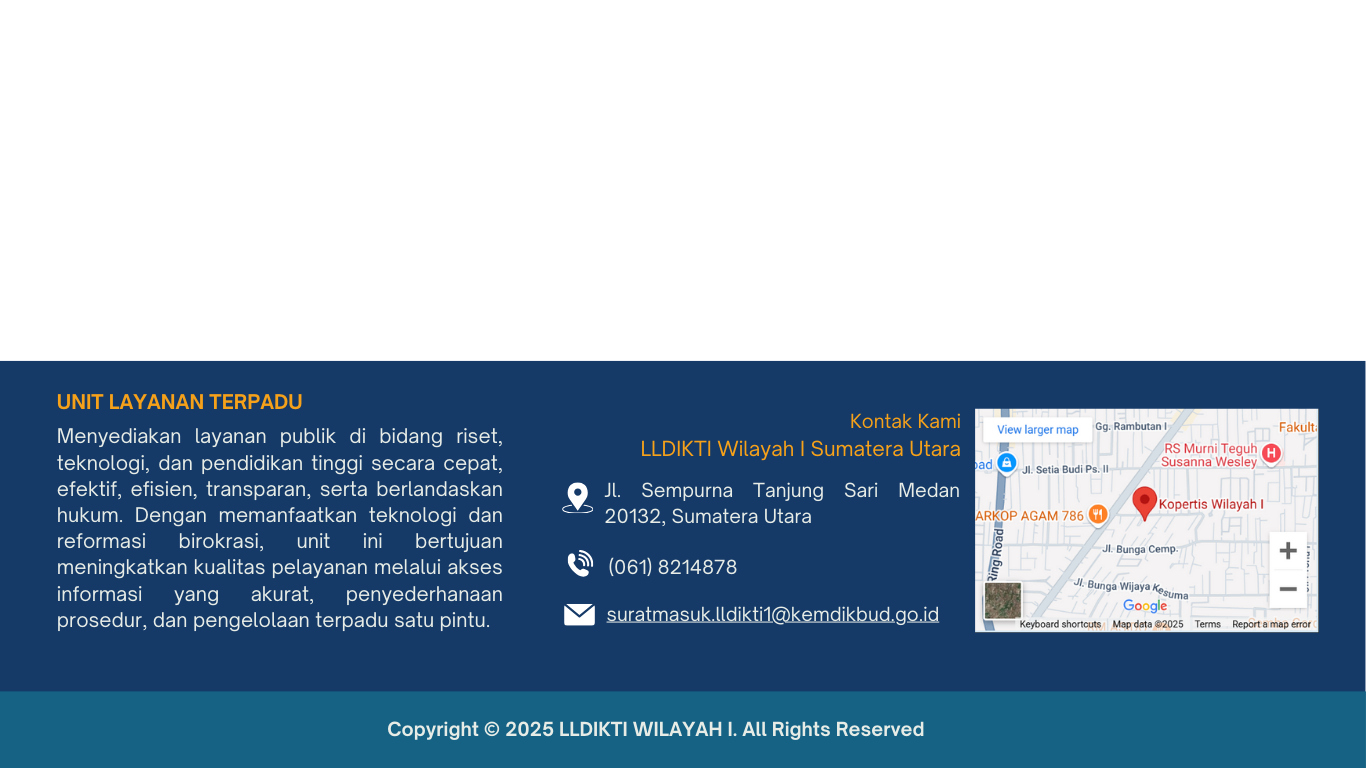 UNIT LAYANAN TERPADU
Menyediakan layanan publik di bidang riset,
teknologi, dan pendidikan tinggi secara cepat,
efektif, efisien, transparan, serta berlandaskan
hukum. Dengan memanfaatkan teknologi dan
reformasi birokrasi, unit ini bertujuan
meningkatkan kualitas pelayanan melalui akses
informasi yang akurat, penyederhanaan
prosedur, dan pengelolaan terpadu satu pintu.
Kontak Kami
LLDIKTI Wilayah I Sumatera Utara
Jl. Sempurna Tanjung Sari Medan
20132, Sumatera Utara
(061) 8214878
suratmasuk.lldikti1@kemdikbud.go.id
View larger map
Gg. Rambutan I
RS Murni Teguh
Susanna Wesley
Jl. Setia Budi Ps. II
Kopertis Wilayah I
ARKOP AGAM 786
Ring Road
Jl. Bunga Cemp.
Jl. Bunga Wijaya Kesuma
Google
Keyboard shortcuts
Map data ©2025
Terms
Report a map error
Copyright © 2025 LLDIKTI WILAYAH I. All Rights Reserved